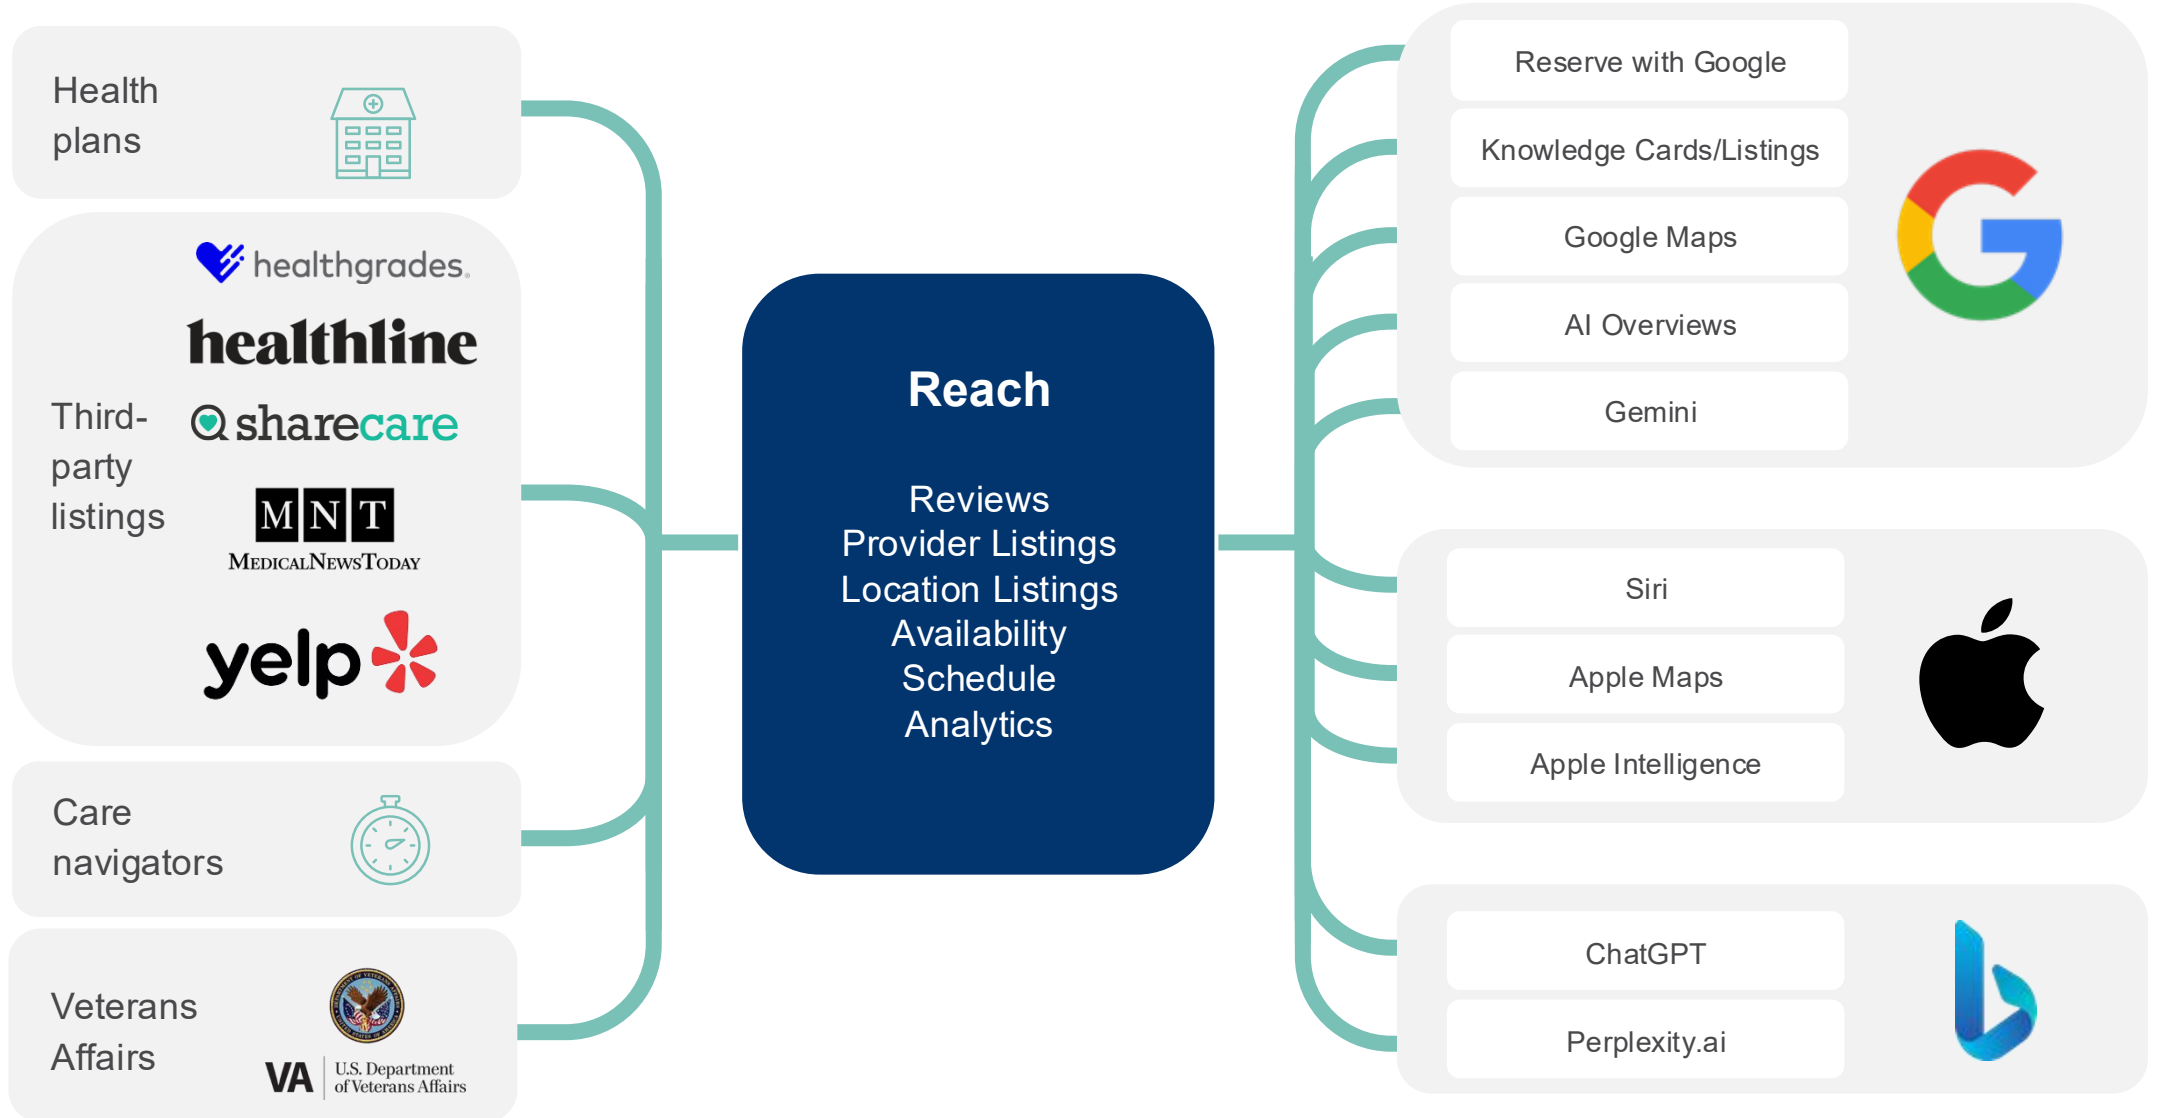 Health
plans
healthgrades.
healthline
Third-
party
listings
sharecare
MNT
MEDICALNEWSTODAY
yelp
Care
navigators
Veterans
Affairs
VA
U.S. Department
of Veterans Affairs
Reach
Reviews
Provider Listings
Location Listings
Availability
Schedule
Analytics
Reserve with Google
Knowledge Cards/Listings
Google Maps
AI Overviews
Gemini
Siri
Apple Maps
Apple Intelligence
ChatGPT
Perplexity.ai